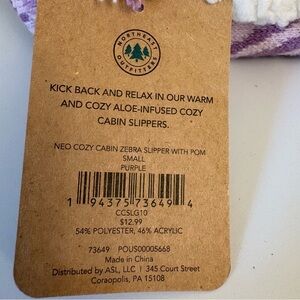 NORTHEAST
OUTFITTERS
KICK BACK AND RELAX IN OUR WARM
AND COZY ALOE-INFUSED COZY
CABIN SLIPPERS.
NEO COZY CABIN ZEBRA SLIPPER WITH POM
SMALL
PURPLE
1 94375 73649 4
CCSLG10
$12.99
54% POLYESTER, 46% ACRYLIC
73649 POUS00005668
Made in China
Distributed by ASL, LLC | 345 Court Street
Coraopolis, PA 15108